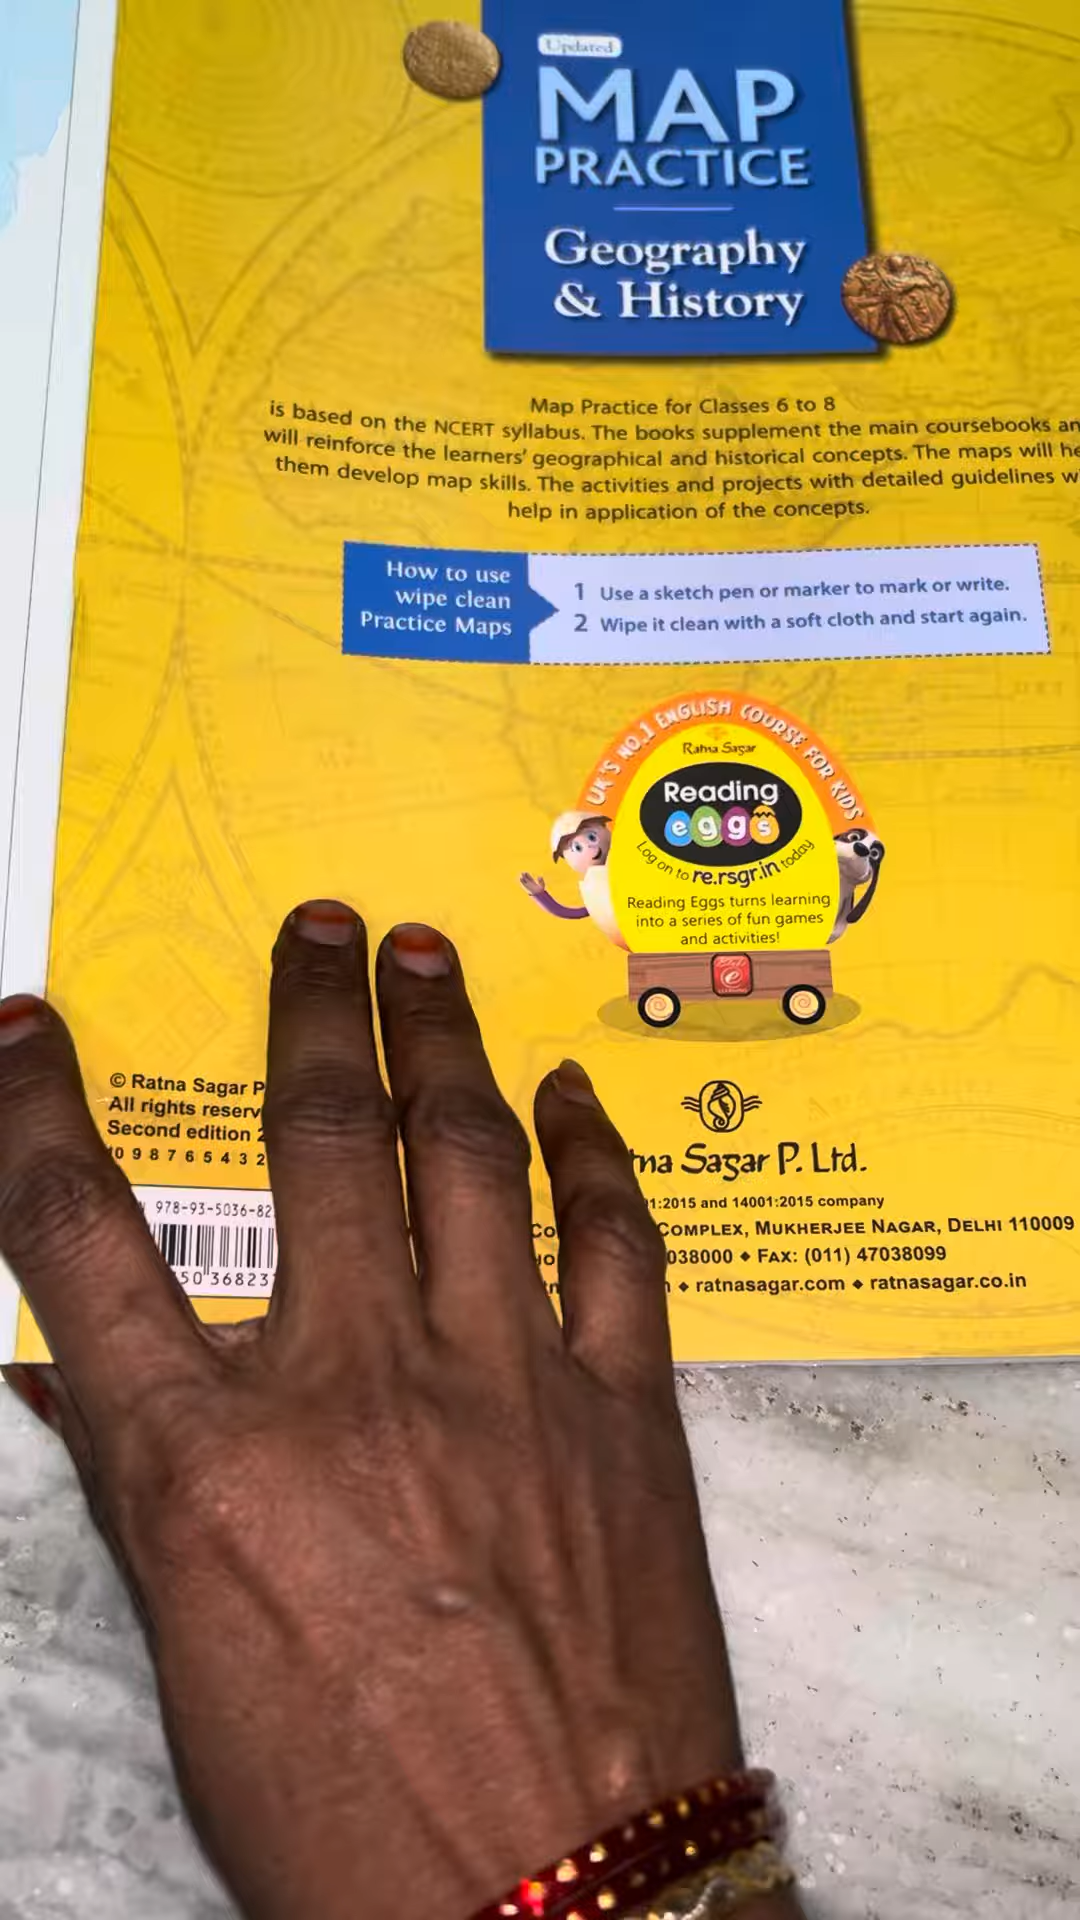 Updated
MAP
PRACTICE
Geography
& History
Map Practice for Classes 6 to 8
is based on the NCERT syllabus. The books supplement the main coursebooks
will reinforce the learners' geographical and historical concepts. The maps will
them develop map skills. The activities and projects with detailed guidelines
help in application of the concepts.
How to use
wipe clean
Practice Maps
1 Use a sketch pen or marker to mark or write.
2 Wipe it clean with a soft cloth and start again.
UK'S NO.1 ENGLISH COURSE FOR KIDS
Ratna Sagar
Reading
eggs
Log on to re.rsgr.in today
Reading Eggs turns learning
into a series of fun games
and activities!
© Ratna Sagar P
All rights
Second edition
0 9 8 7 6 5 4 3 2
978-93-5036-82
50 36823
Sagar P. Ltd.
1:2015 and 14001:2015 company
COMPLEX, MUKHERJEE NAGAR, DELHI 110009
038000 ◆ FAX: (011) 47038099
◆ ratnasagar.com ◆ ratnasagar.co.in